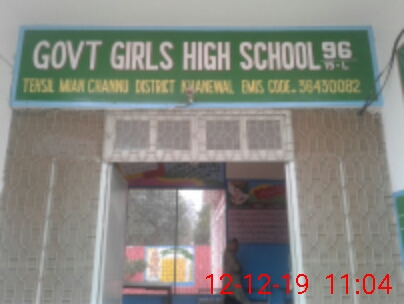 GOVT GIRLS HIGH SCHOOL 96
15-L
TEHSIL MIAN CHANNU DISTRICT KHANEWAL EMIS CODE. 36430082
12-12-19 11:04